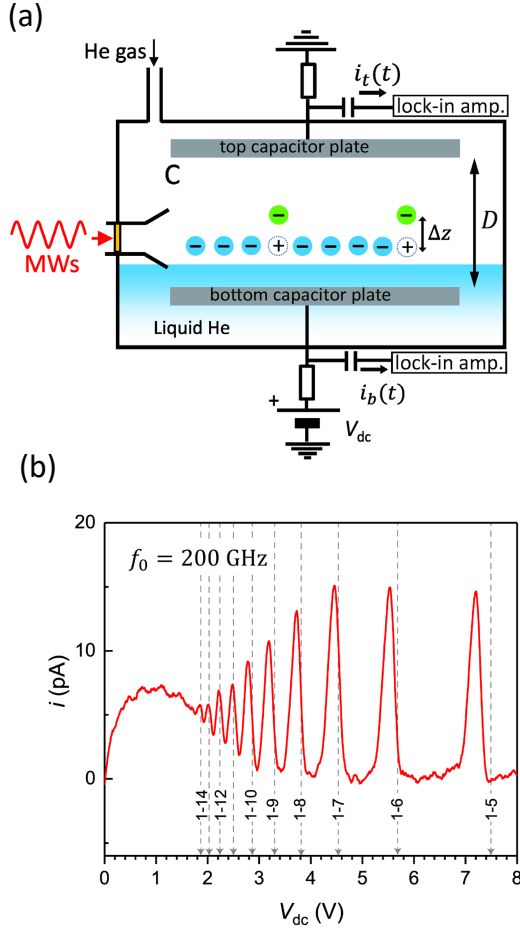 (a)
He gas
i_t(t)
lock-in amp.
top capacitor plate
C
− −
Δz
D
− − − + − − − − +
MWs
bottom capacitor plate
Liquid He
lock-in amp.
i_b(t)
+
V_dc
(b)
20
f_0 = 200 GHz
10
i (pA)
0
1-14
1-12
1-10
1-9
1-8
1-7
1-6
1-5
0 1 2 3 4 5 6 7 8
V_dc (V)